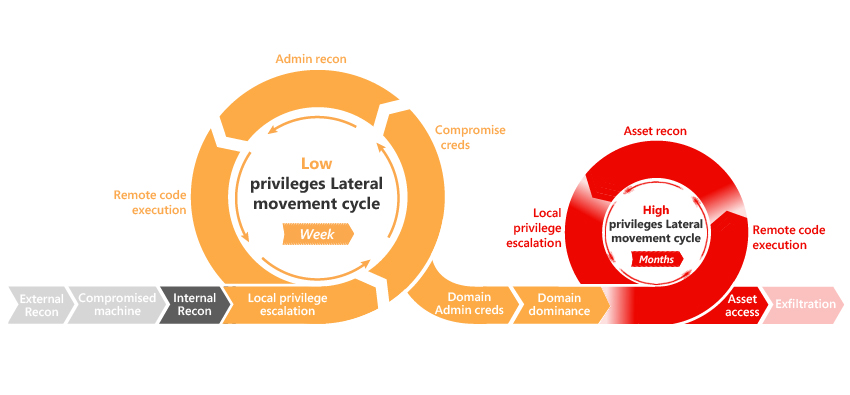 Admin recon
Compromise
creds
Low
privileges Lateral
movement cycle
Week
Remote code
execution
Asset recon
Local
privilege
escalation
High
privileges Lateral
movement cycle
Months
Remote code
execution
External
Recon
Compromised
machine
Internal
Recon
Local privilege
escalation
Domain
Admin creds
Domain
dominance
Asset
access
Exfiltration